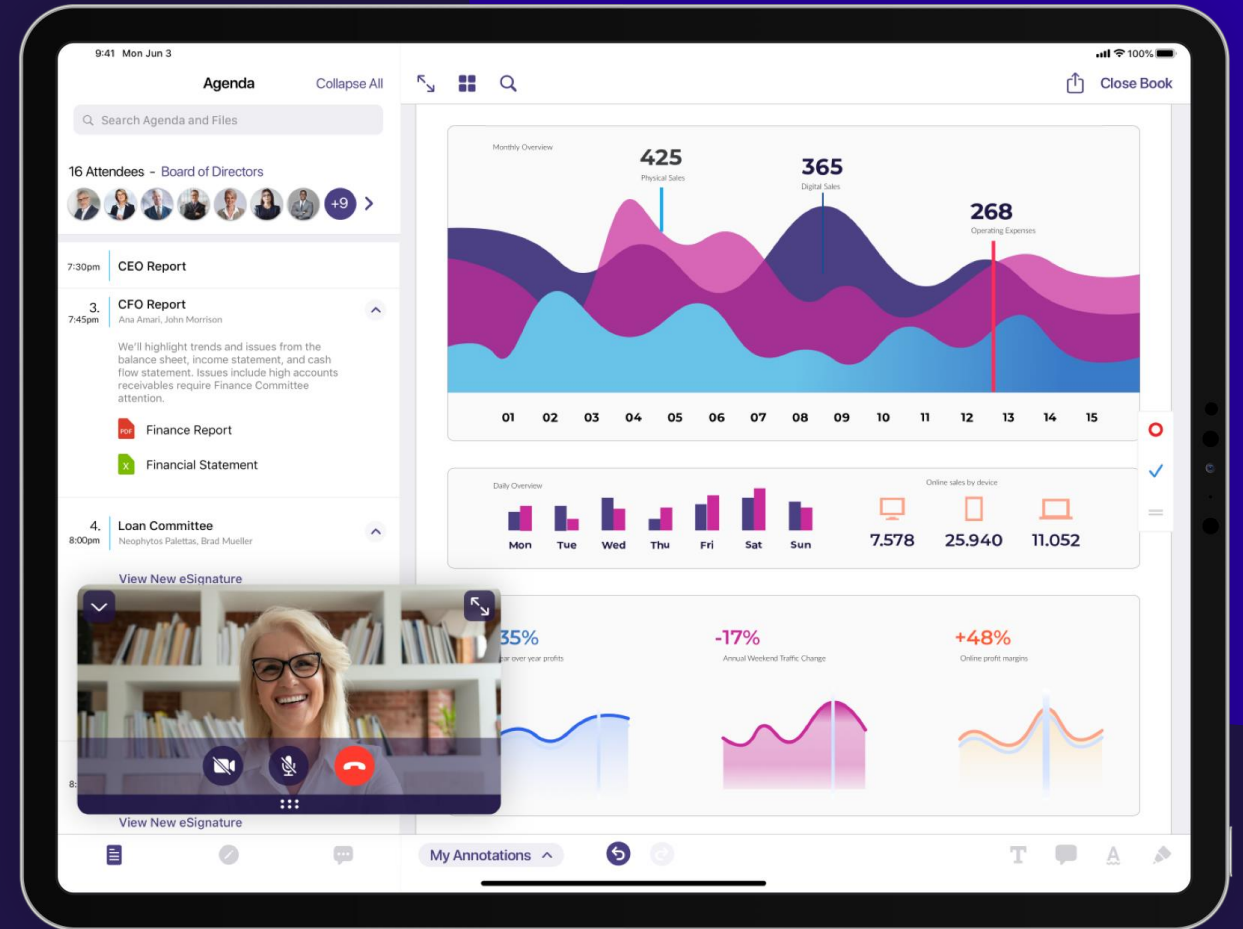 9:41 Mon Jun 3
100%
Agenda
Collapse All
Close Book
Search Agenda and Files
16 Attendees - Board of Directors
+9
7:30pm CEO Report
3. CFO Report
7:45pm Ana Amari, John Morrison
We'll highlight trends and issues from the
balance sheet, income statement, and cash
flow statement. Issues include high accounts
receivables require Finance Committee
attention.
PDF Finance Report
X Financial Statement
4. Loan Committee
8:00pm Neophytos Palettas, Brad Mueller
View New eSignature
View New eSignature
Monthly Overview
425
Physical Sales
365
Digital Sales
268
Operating Expenses
01 02 03 04 05 06 07 08 09 10 11 12 13 14 15
Daily Overview
Mon Tue Wed Thu Fri Sat Sun
Online sales by device
7.578 25.940 11.052
35%
year over year profits
-17%
Annual Weekend Traffic Change
+48%
Online profit margins
My Annotations
T
A